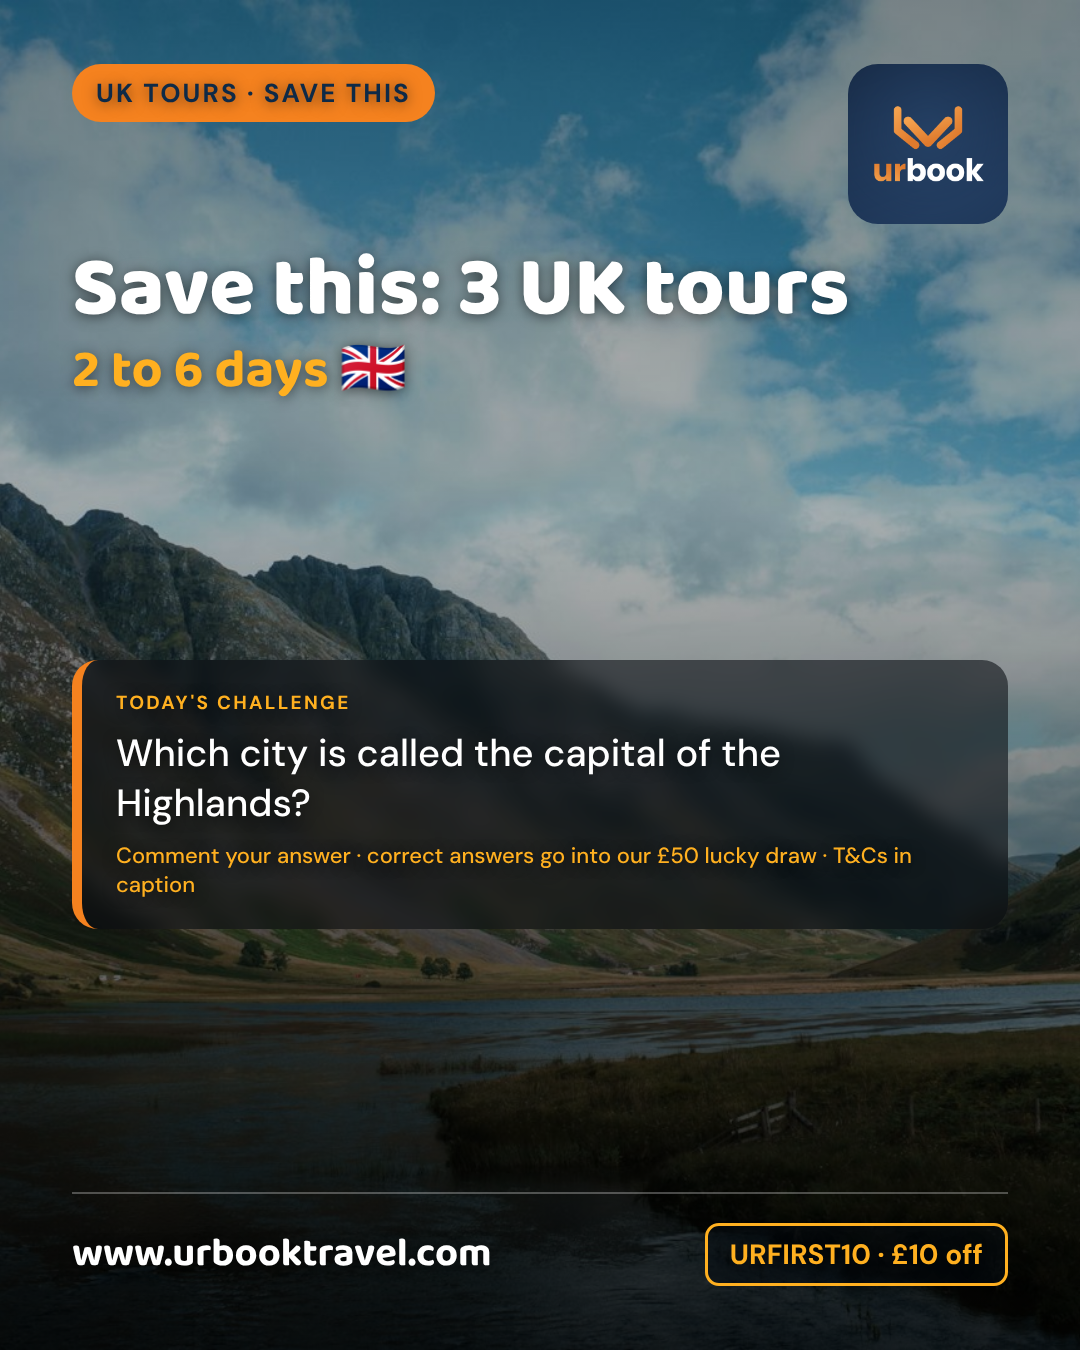 UK TOURS · SAVE THIS
urbook
Save this: 3 UK tours
2 to 6 days 🇬🇧
TODAY'S CHALLENGE
Which city is called the capital of the
Highlands?
Comment your answer · correct answers go into our £50 lucky draw · T&Cs in
caption
www.urbooktravel.com
URFIRST10 · £10 off